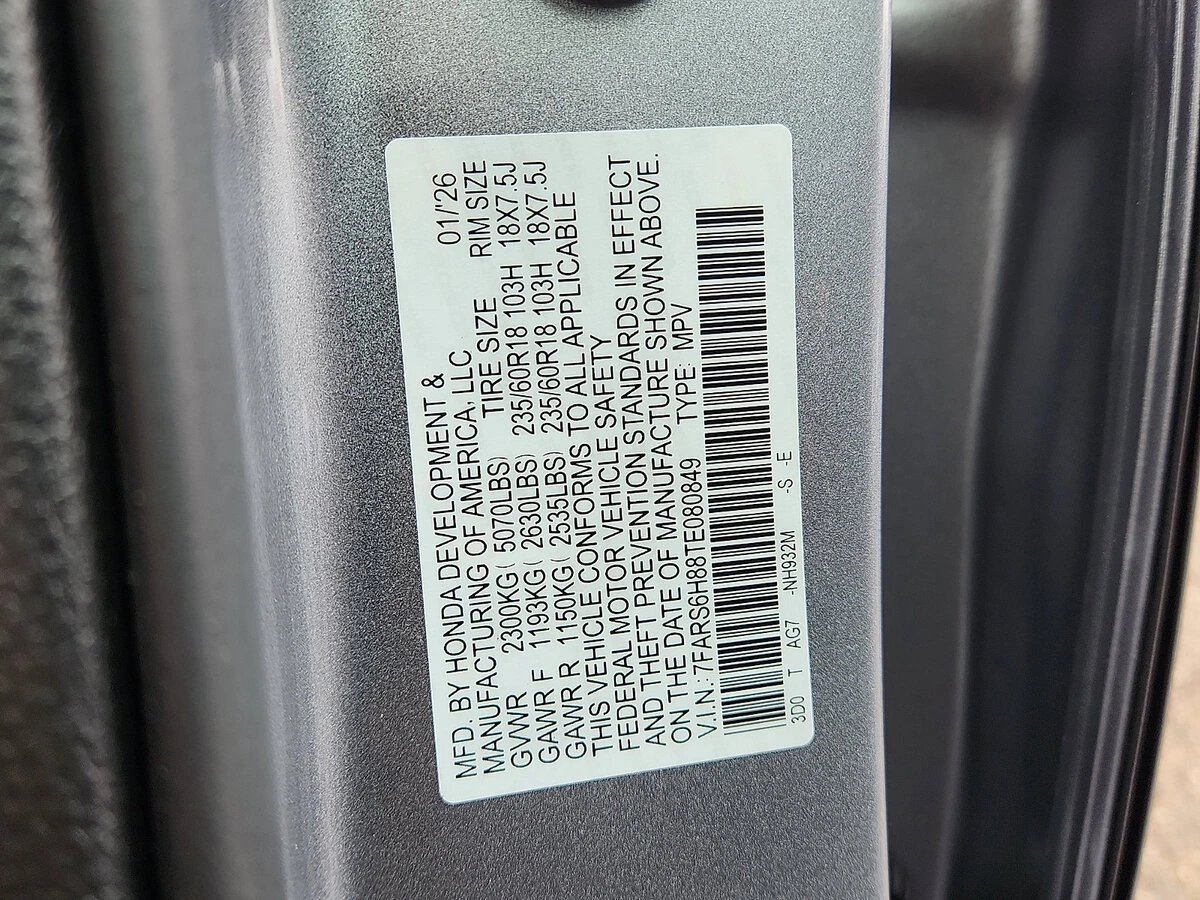 MFD. BY HONDA DEVELOPMENT &
MANUFACTURING OF AMERICA, LLC 01/'26
GVWR 2300KG ( 5070LBS) TIRE SIZE RIM SIZE
GAWR F 1193KG ( 2630LBS) 235/60R18 103H 18X7.5J
GAWR R 1150KG ( 2535LBS) 235/60R18 103H 18X7.5J
THIS VEHICLE CONFORMS TO ALL APPLICABLE
FEDERAL MOTOR VEHICLE SAFETY
AND THEFT PREVENTION STANDARDS IN EFFECT
ON THE DATE OF MANUFACTURE SHOWN ABOVE.
V.I.N.: 7FARS6H88TE080849 TYPE: MPV
3D0 T AG7 -NH932M -S -E